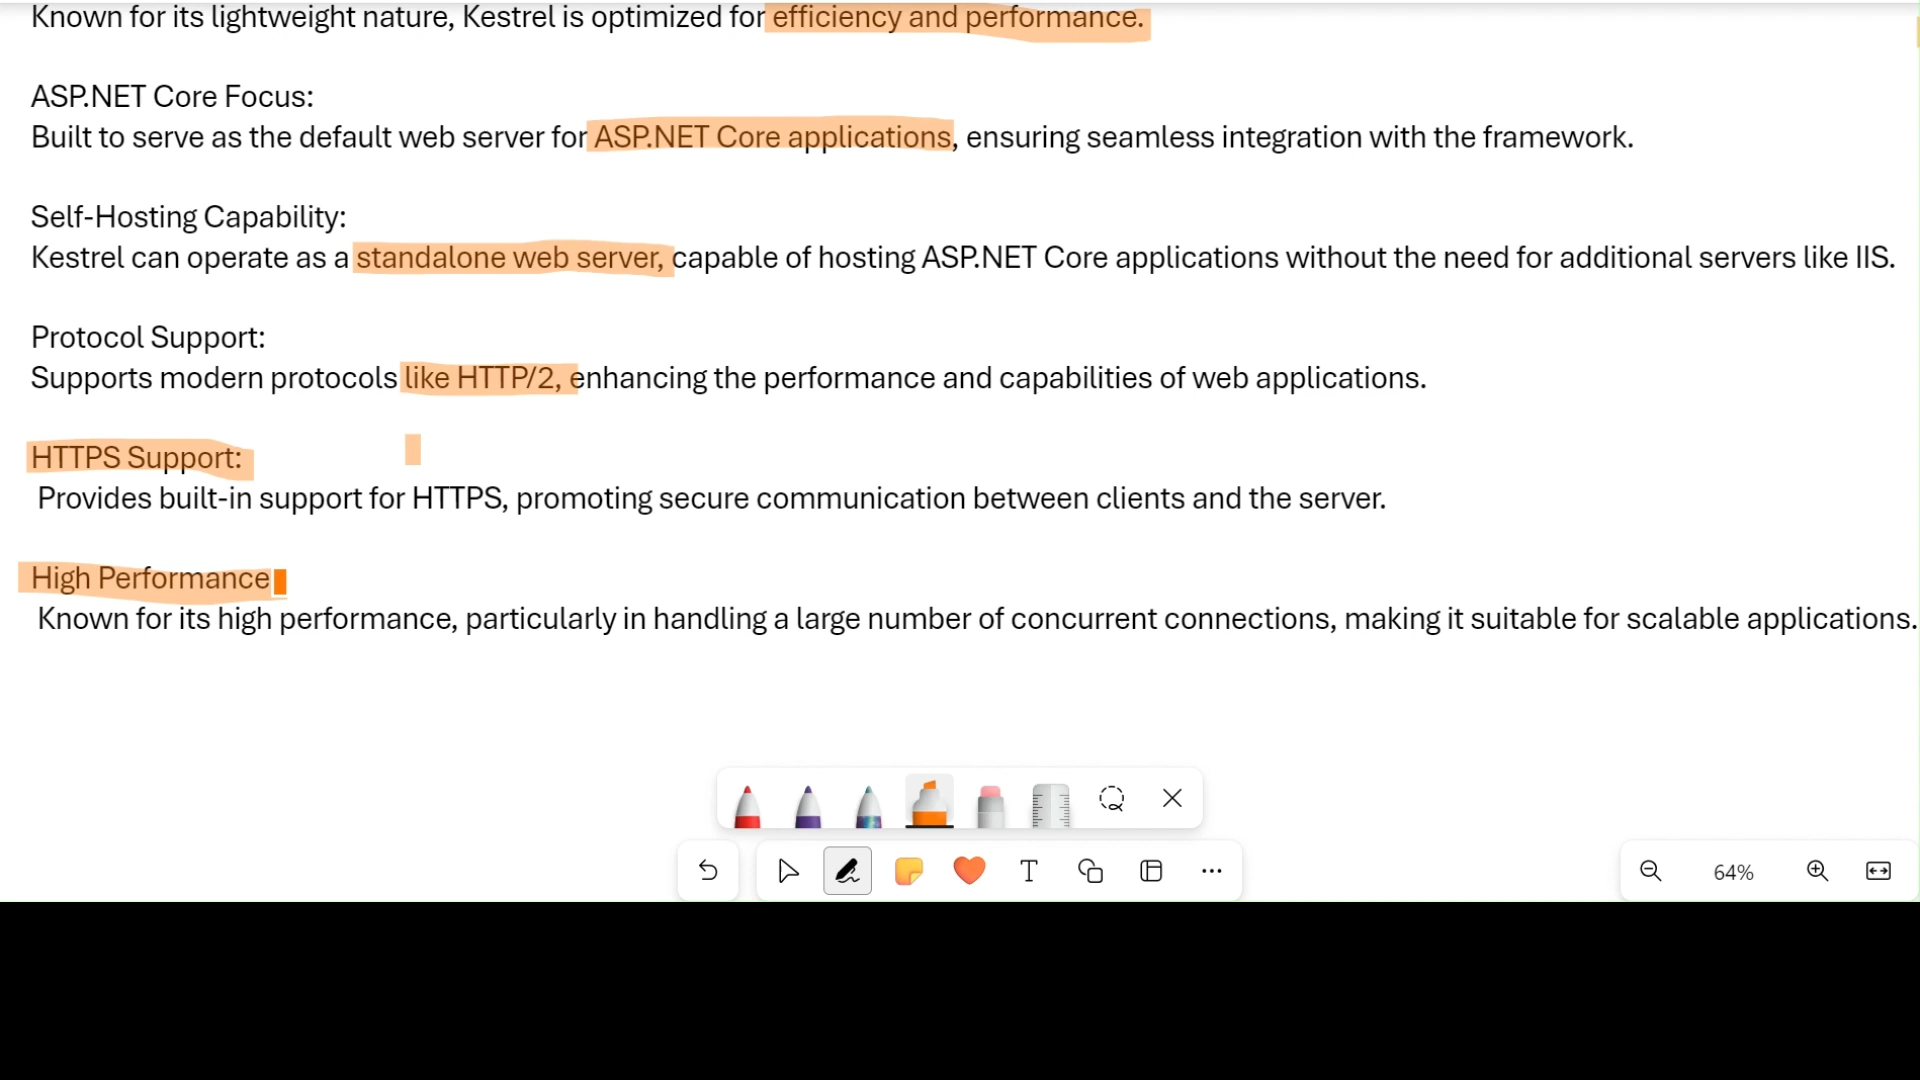 Known for its lightweight nature, Kestrel is optimized for efficiency and performance.
ASP.NET Core Focus:
Built to serve as the default web server for ASP.NET Core applications, ensuring seamless integration with the framework.
Self-Hosting Capability:
Kestrel can operate as a standalone web server, capable of hosting ASP.NET Core applications without the need for additional servers like IIS.
Protocol Support:
Supports modern protocols like HTTP/2, enhancing the performance and capabilities of web applications.
HTTPS Support:
Provides built-in support for HTTPS, promoting secure communication between clients and the server.
High Performance
Known for its high performance, particularly in handling a large number of concurrent connections, making it suitable for scalable applications.
64%